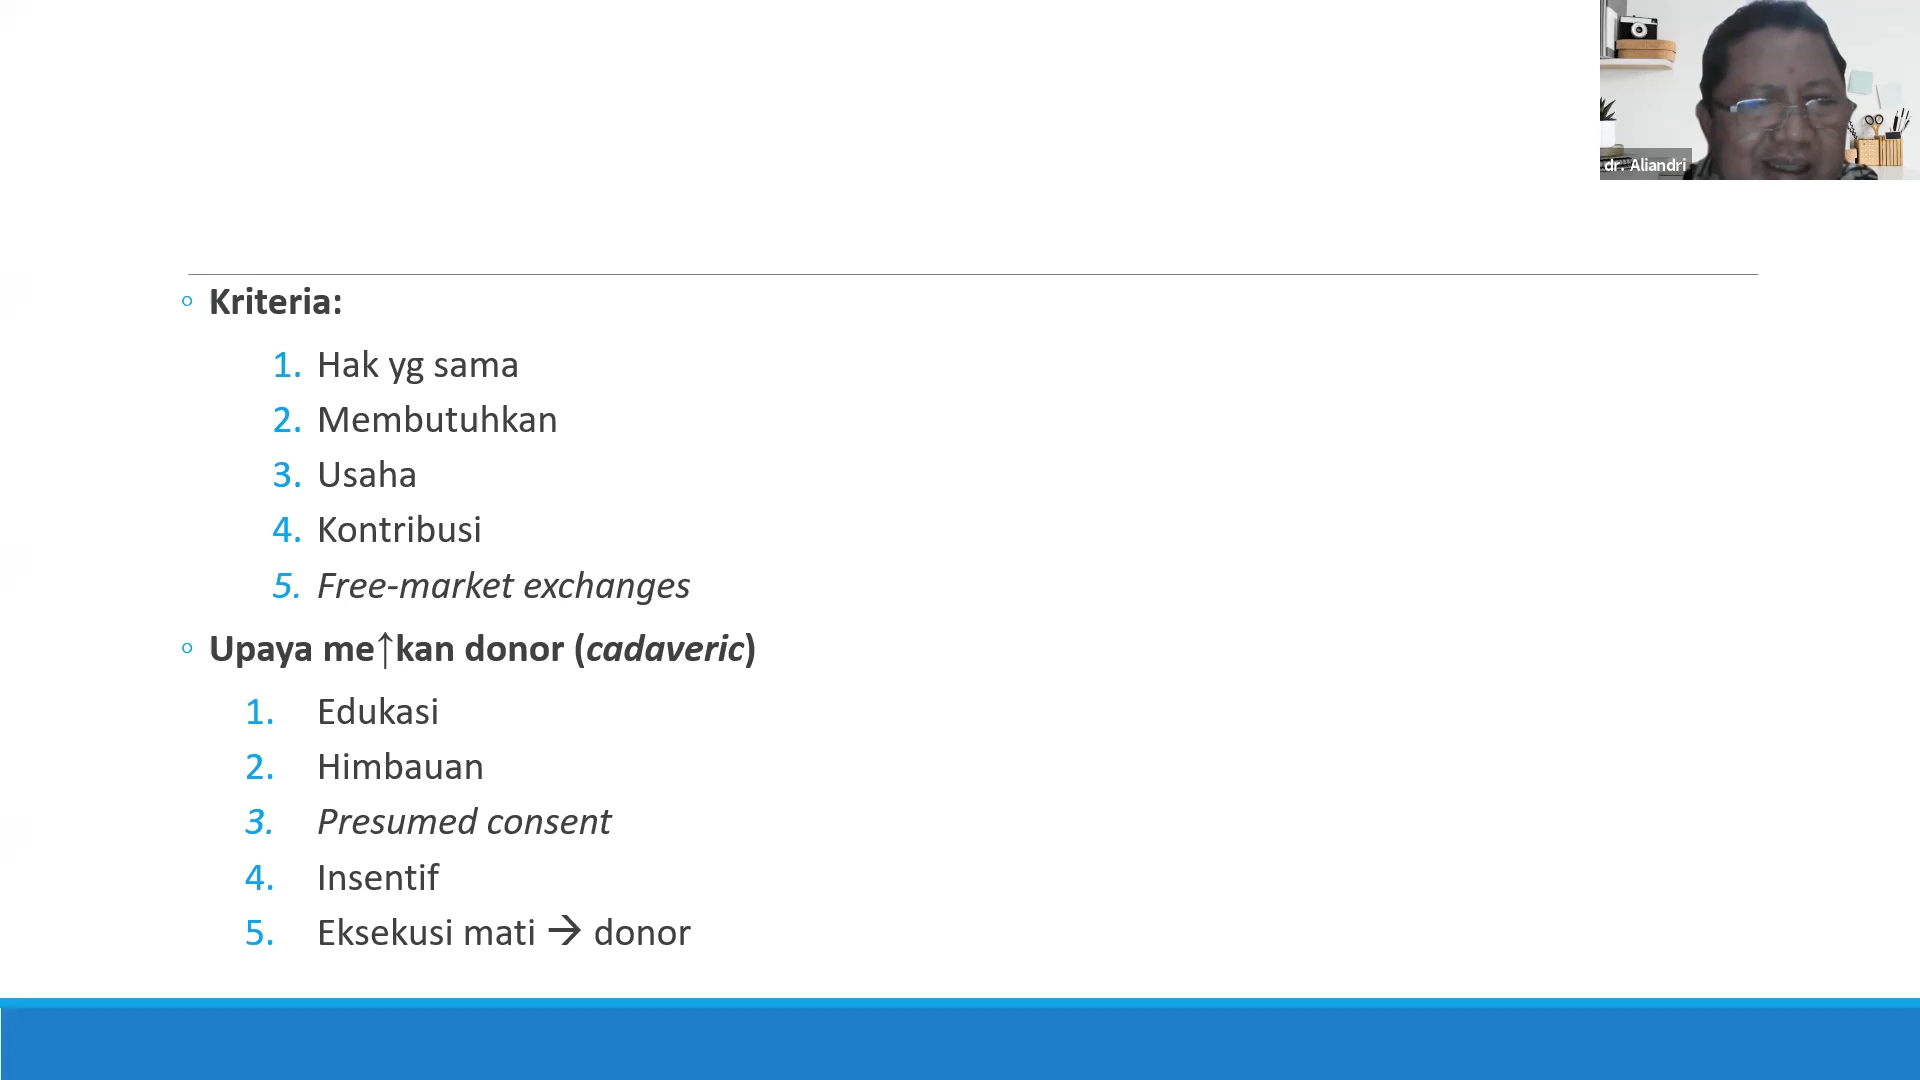 dr. Aliandri
Kriteria:
1. Hak yg sama
2. Membutuhkan
3. Usaha
4. Kontribusi
5. Free-market exchanges
Upaya me↑kan donor (cadaveric)
1. Edukasi
2. Himbauan
3. Presumed consent
4. Insentif
5. Eksekusi mati → donor